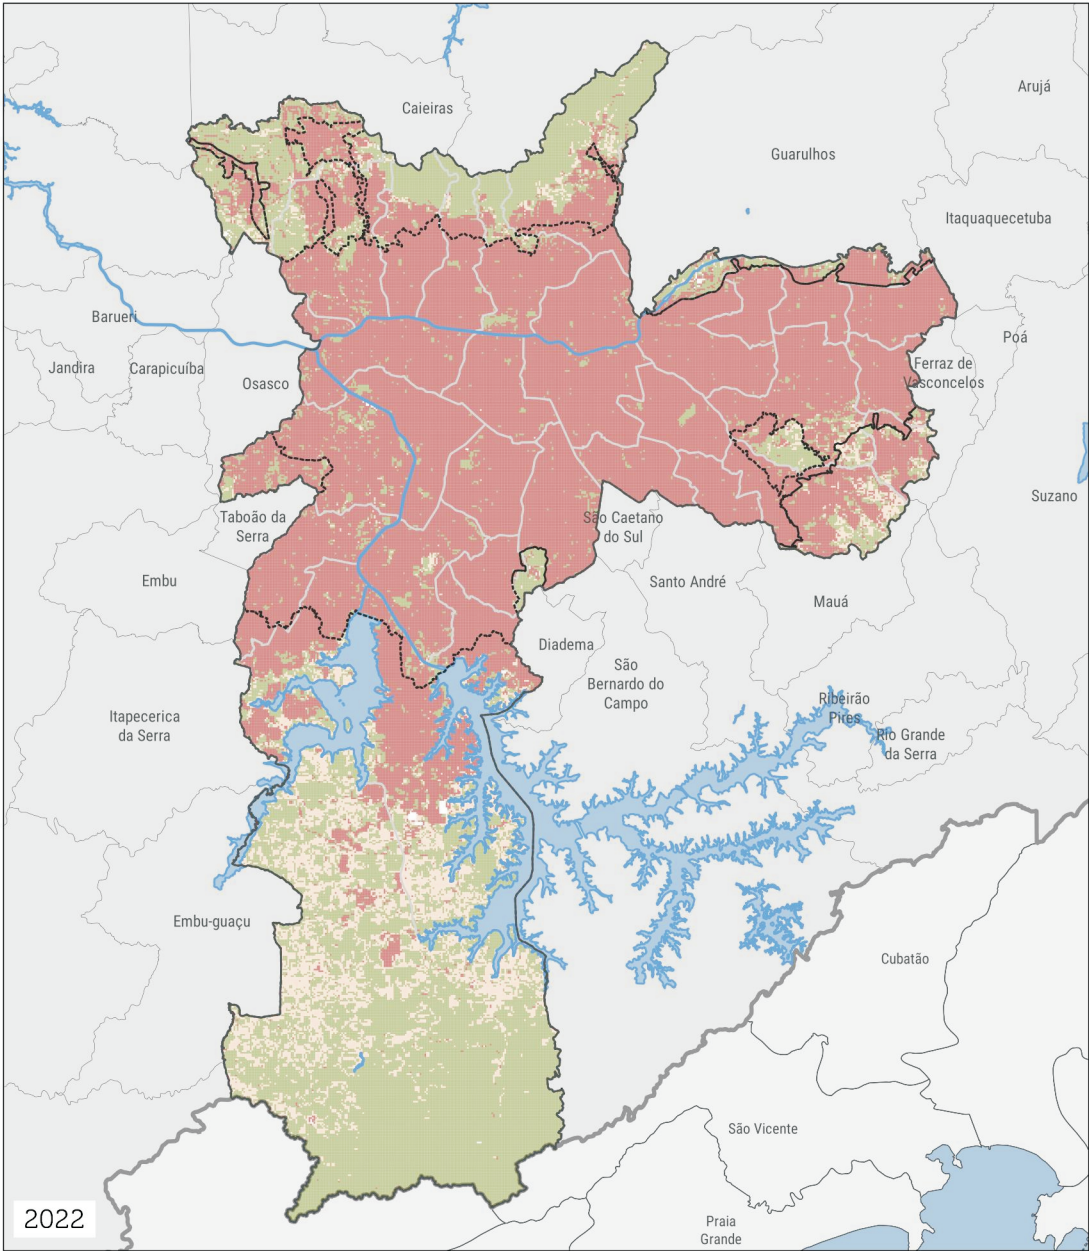 Caieiras
Arujá
Guarulhos
Itaquaquecetuba
Barueri
Poá
Jandira
Carapicuíba
Osasco
Ferraz de
Vasconcelos
Suzano
Taboão da
Serra
São Caetano
do Sul
Embu
Santo André
Mauá
Diadema
São
Bernardo do
Campo
Itapecerica
da Serra
Ribeirão
Pires
Rio Grande
da Serra
Embu-guaçu
Cubatão
São Vicente
Praia
Grande
2022